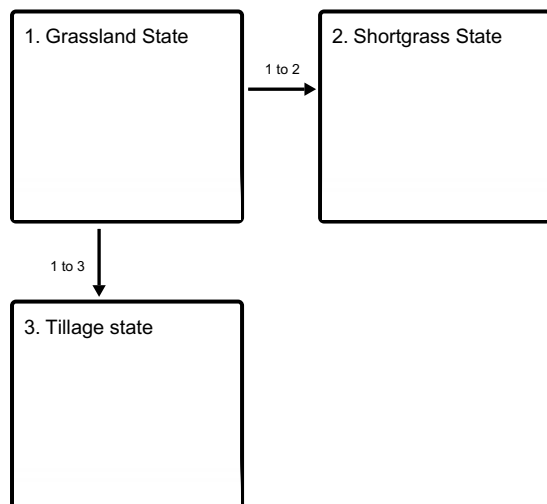 1. Grassland State
2. Shortgrass State
1 to 2
1 to 3
3. Tillage state